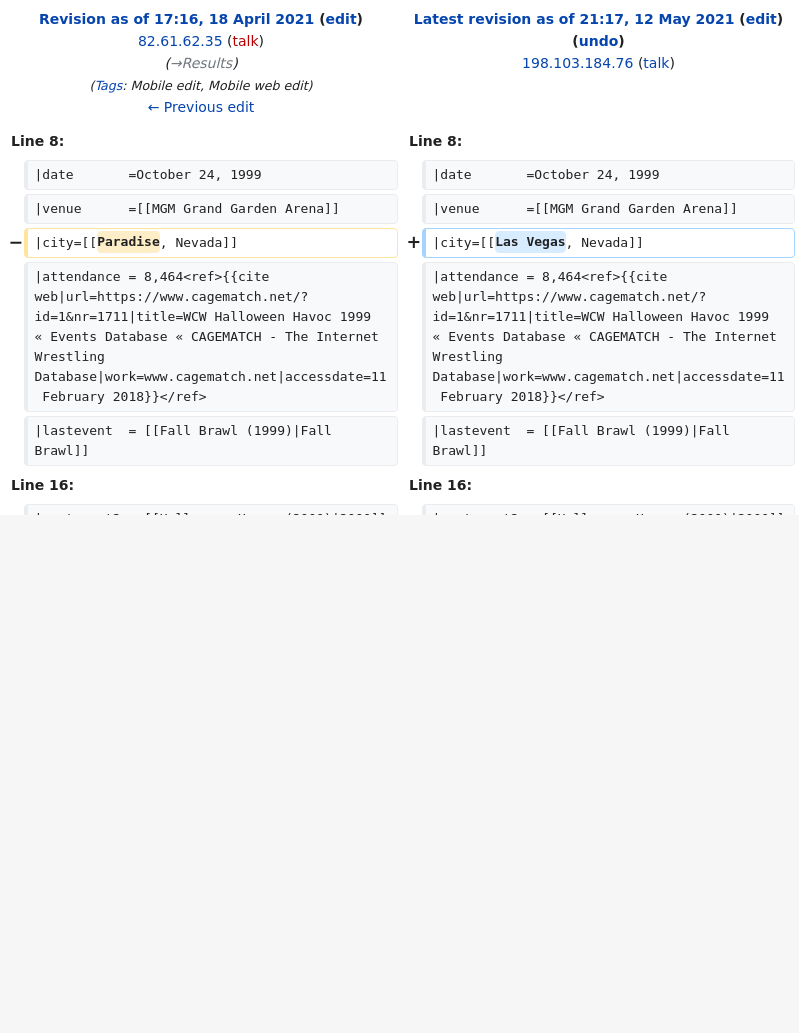 Revision as of 17:16, 18 April 2021 (edit)
82.61.62.35 (talk)
(→Results)
(Tags: Mobile edit, Mobile web edit)
← Previous edit
Latest revision as of 21:17, 12 May 2021 (edit)
(undo)
198.103.184.76 (talk)
Line 8:
Line 8:
|date       =October 24, 1999
|date       =October 24, 1999
|venue      =[[MGM Grand Garden Arena]]
|venue      =[[MGM Grand Garden Arena]]
− |city=[[Paradise, Nevada]]
+ |city=[[Las Vegas, Nevada]]
|attendance = 8,464<ref>{{cite
web|url=https://www.cagematch.net/?
id=1&nr=1711|title=WCW Halloween Havoc 1999
« Events Database « CAGEMATCH - The Internet
Wrestling
Database|work=www.cagematch.net|accessdate=11
February 2018}}</ref>
|attendance = 8,464<ref>{{cite
web|url=https://www.cagematch.net/?
id=1&nr=1711|title=WCW Halloween Havoc 1999
« Events Database « CAGEMATCH - The Internet
Wrestling
Database|work=www.cagematch.net|accessdate=11
February 2018}}</ref>
|lastevent  = [[Fall Brawl (1999)|Fall
Brawl]]
|lastevent  = [[Fall Brawl (1999)|Fall
Brawl]]
Line 16:
Line 16: